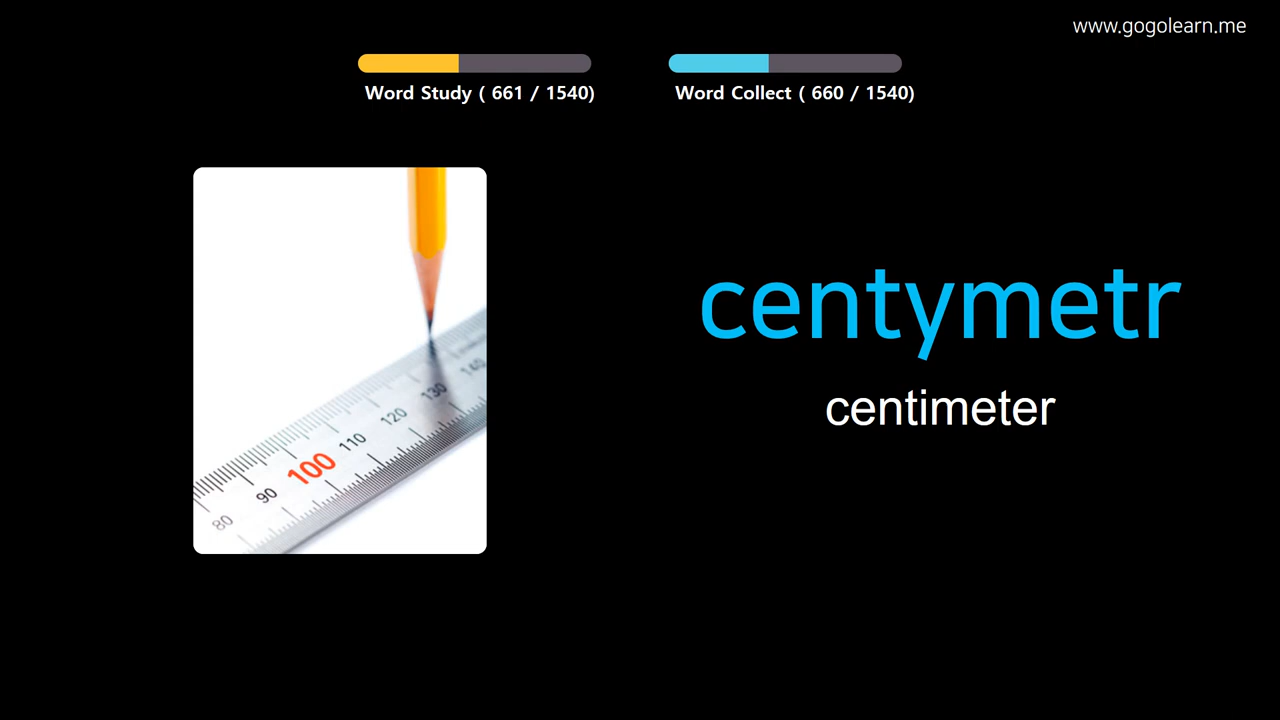 www.gogolearn.me
Word Study ( 661 / 1540)
Word Collect ( 660 / 1540)
centymetr
centimeter
80
90
100
110
120
130
140